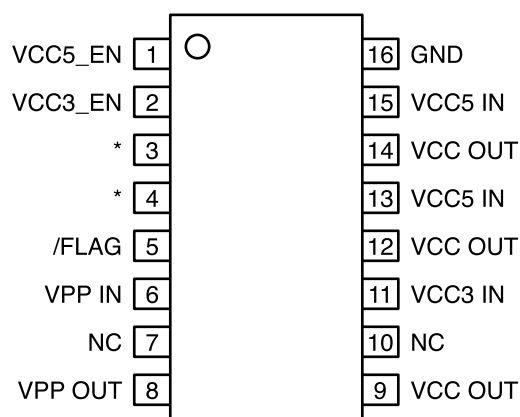 VCC5_EN 1 16 GND
VCC3_EN 2 15 VCC5 IN
* 3 14 VCC OUT
* 4 13 VCC5 IN
/FLAG 5 12 VCC OUT
VPP IN 6 11 VCC3 IN
NC 7 10 NC
VPP OUT 8 9 VCC OUT